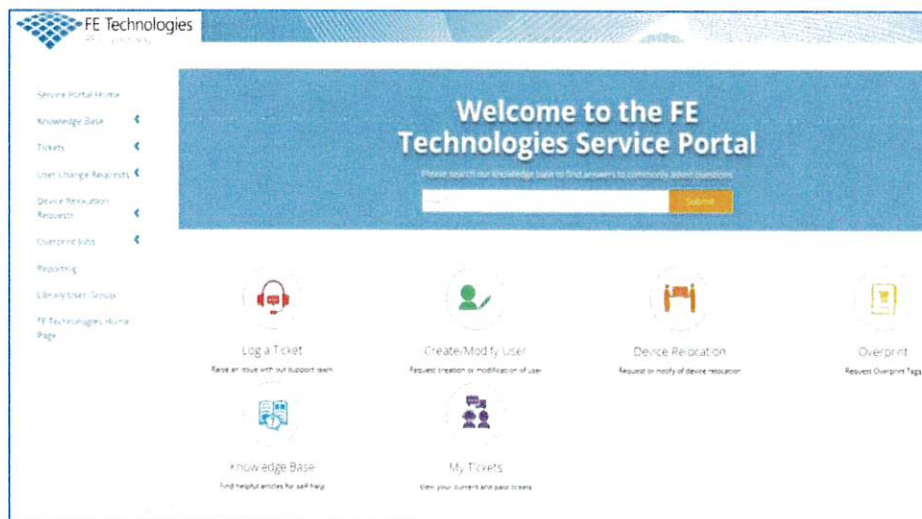 FE Technologies
Service Portal Home
Knowledge Base
Tickets
User Change Requests
Device Relocation
Requests
Overprint Jobs
Reporting
Library User Group
FE Technologies Home
Page
Welcome to the FE
Technologies Service Portal
Please search our knowledge base to find answers to commonly asked questions
Submit
Log a Ticket
Raise an issue with our support team
Create/Modify User
Request creation or modification of user
Device Relocation
Request or notify of device relocation
Overprint
Request Overprint Tags
Knowledge Base
Find helpful articles for self help
My Tickets
View your current and past tickets